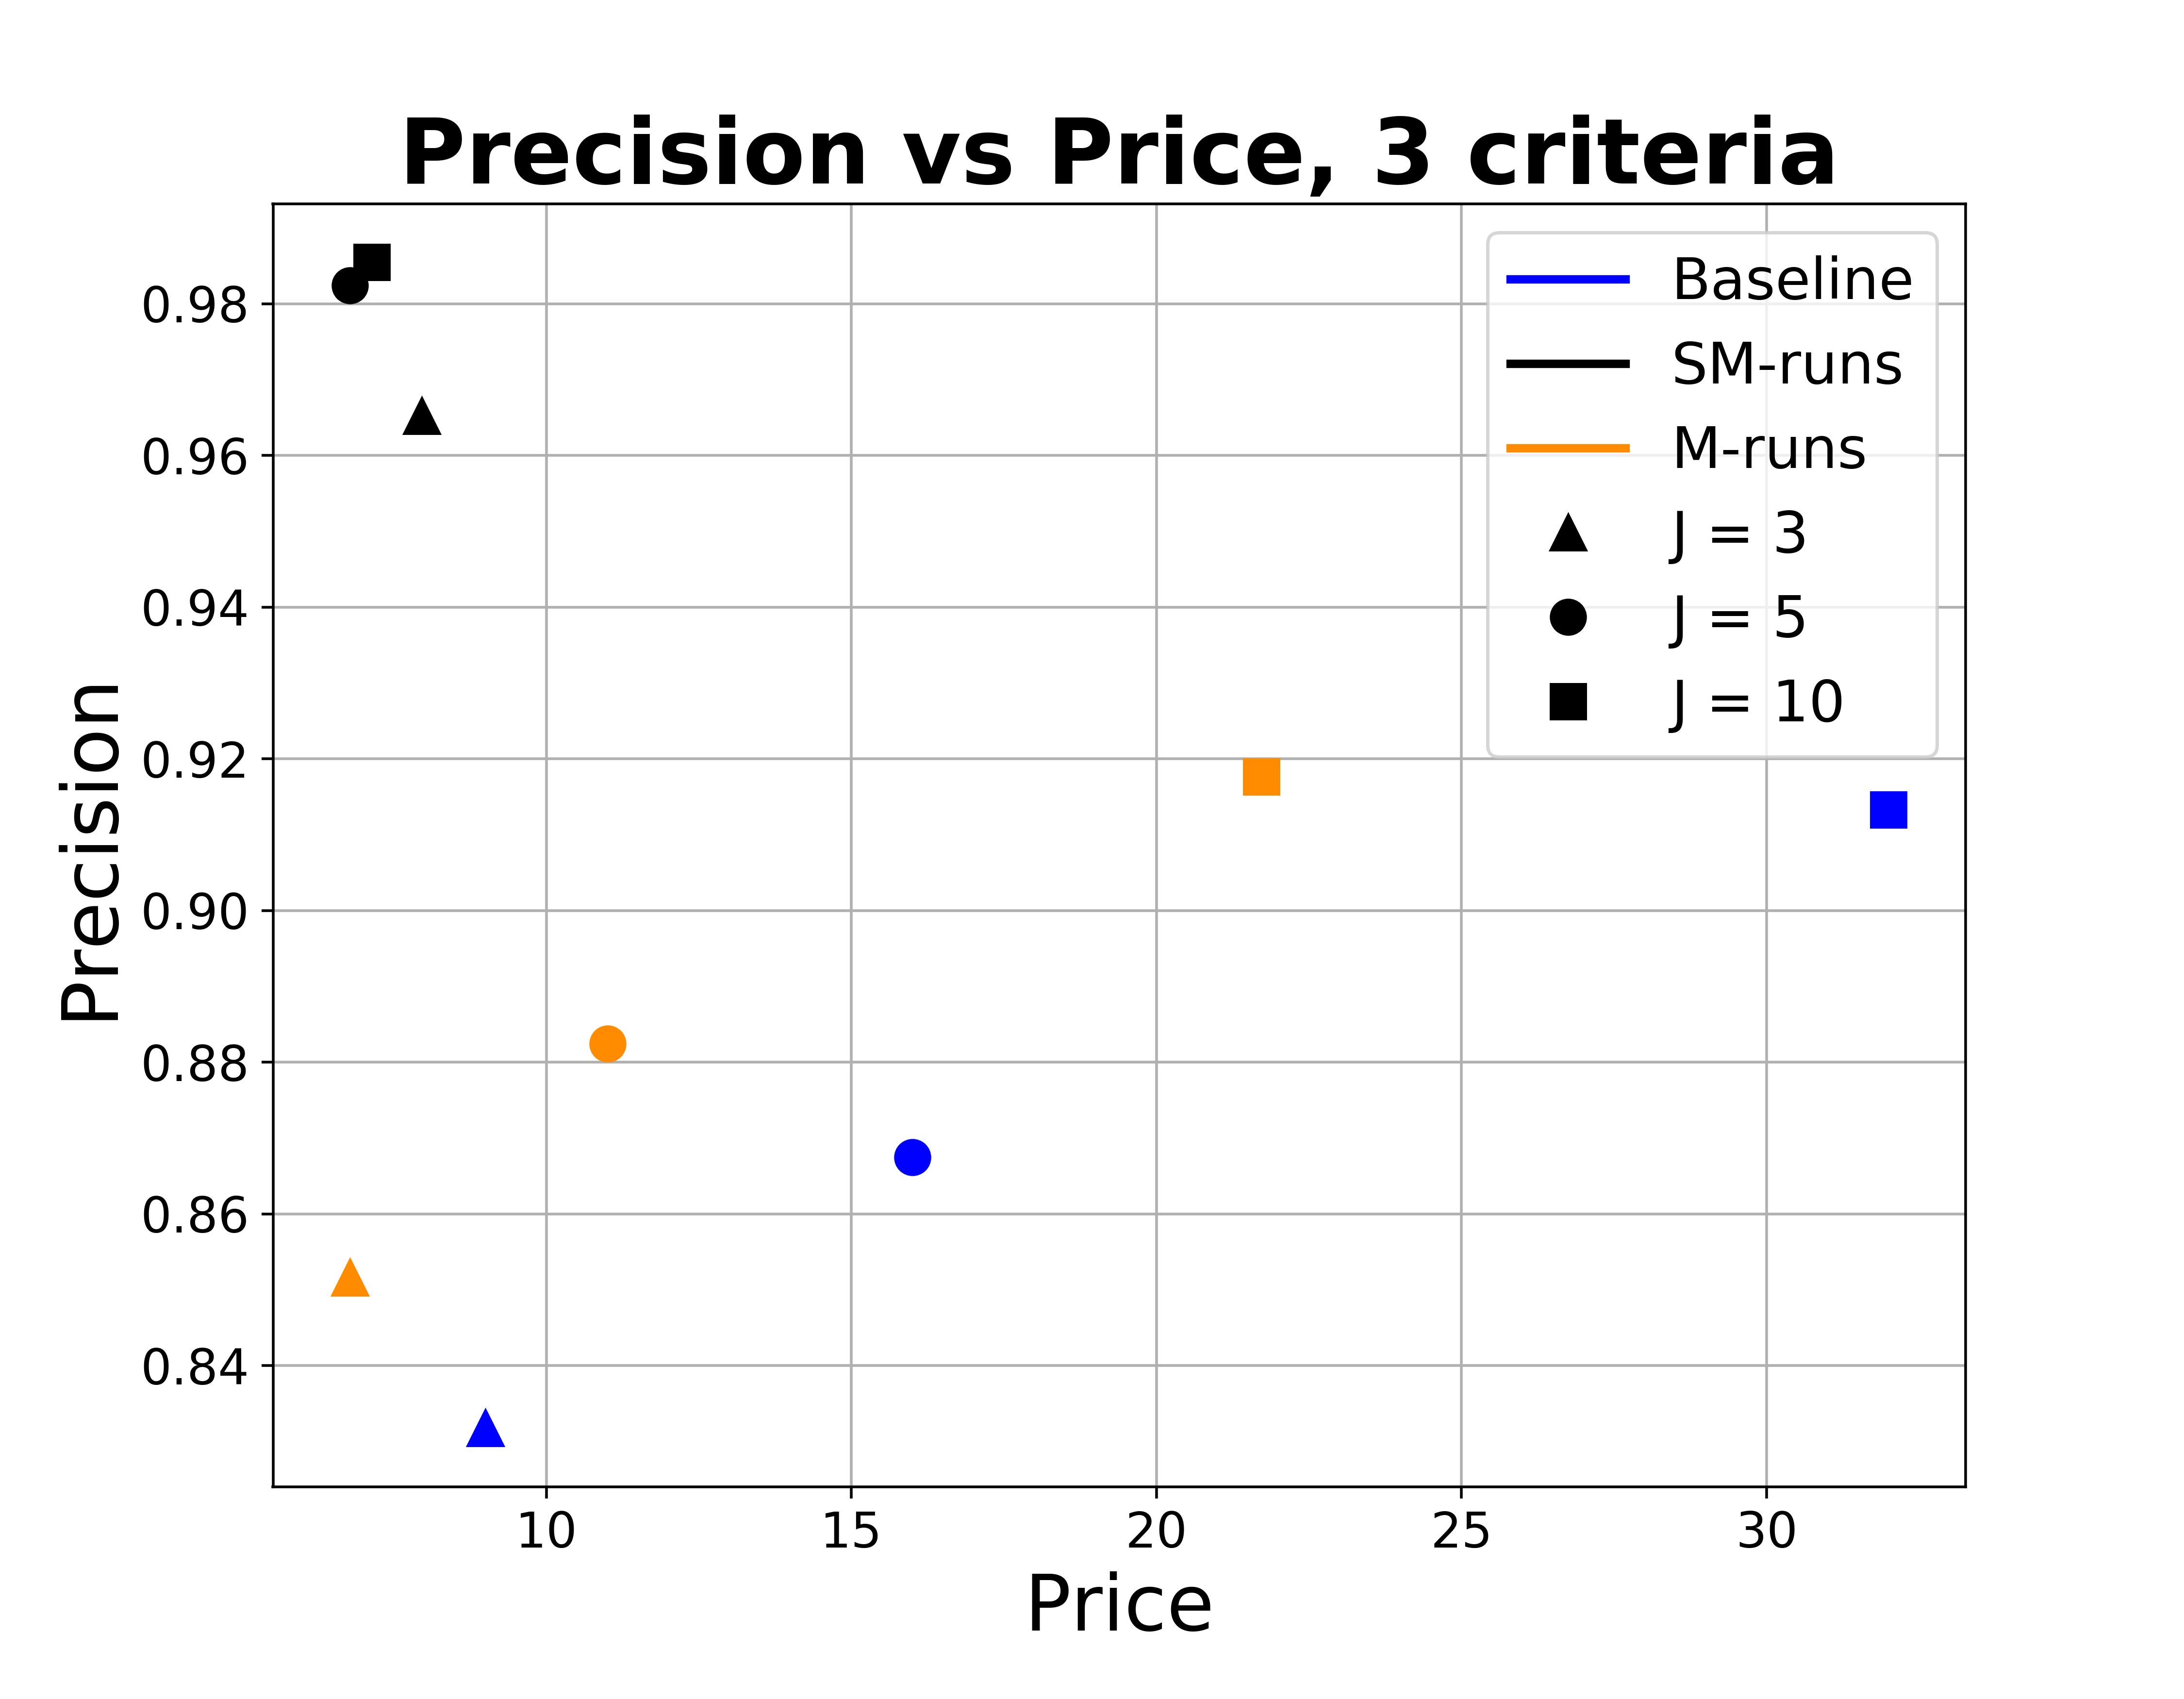 Precision vs Price, 3 criteria
Baseline
SM-runs
M-runs
J = 3
J = 5
J = 10
0.98
0.96
0.94
0.92
0.90
0.88
0.86
0.84
Precision
10
15
20
25
30
Price